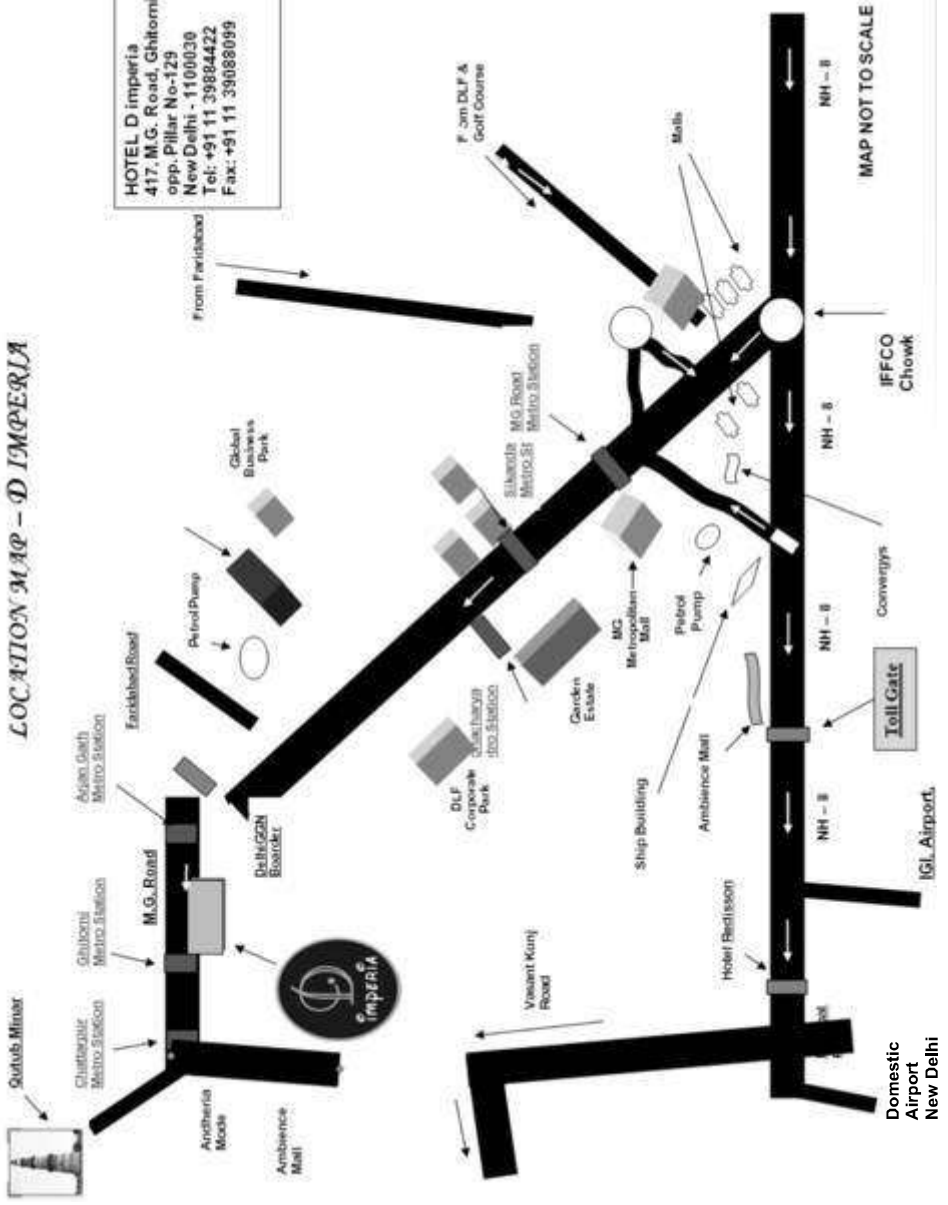 LOCATION MAP – D IMPERIA
HOTEL D imperia
417. M.G. Road, Ghitorni
opp. Pillar No-129
New Delhi - 1100030
Tel: +91 11 39884422
Fax: +91 11 39088099
Qutub Minar
Chattarpur
Metro Station
Ghitorni
Metro Station
Arjan Garh
Metro Station
M.G. Road
Faridabad Road
Petrol Pump
Global
Business
Park
From Faridabad
From DLF &
Golf Course
Andheria
Mode
Ambience
Mall
imperia
Delhi/GGN
Boarder
DLF
Corporate
Park
tro Station
Garden
Estate
Metro St
MG Road
Metro Station
MG
Metropolitan
Mall
Petrol
Pump
Malls
Vasant Kunj
Road
Ship Building
Ambience Mall
Hotel Redisson
Convergys
IFFCO
Chowk
NH – 8
NH – 8
NH – 8
NH – 8
Toll Gate
IGI. Airport.
Domestic
Airport
New Delhi
MAP NOT TO SCALE